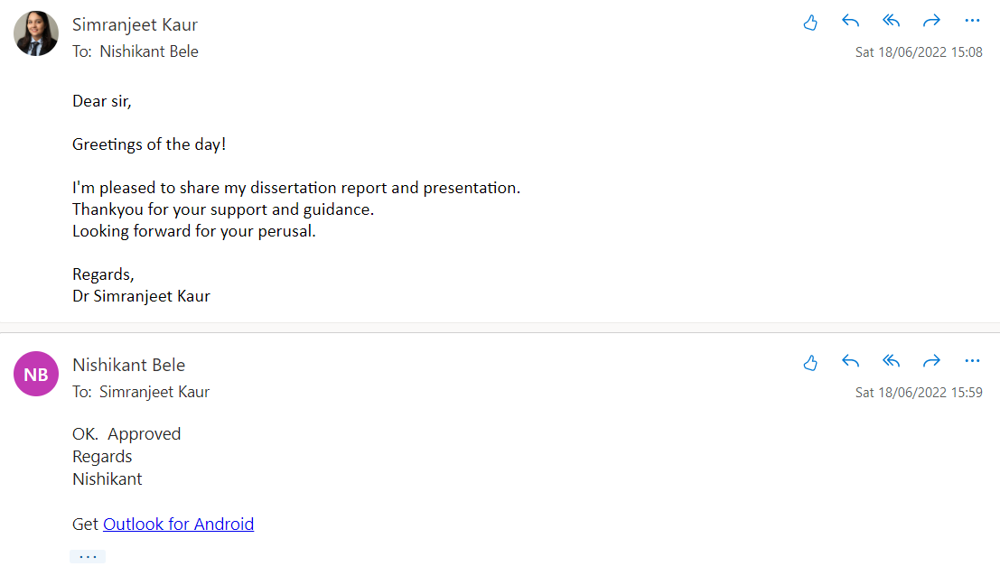 Simranjeet Kaur
To: Nishikant Bele
Sat 18/06/2022 15:08
Dear sir,
Greetings of the day!
I'm pleased to share my dissertation report and presentation.
Thankyou for your support and guidance.
Looking forward for your perusal.
Regards,
Dr Simranjeet Kaur
NB
Nishikant Bele
To: Simranjeet Kaur
Sat 18/06/2022 15:59
OK.  Approved
Regards
Nishikant
Get Outlook for Android